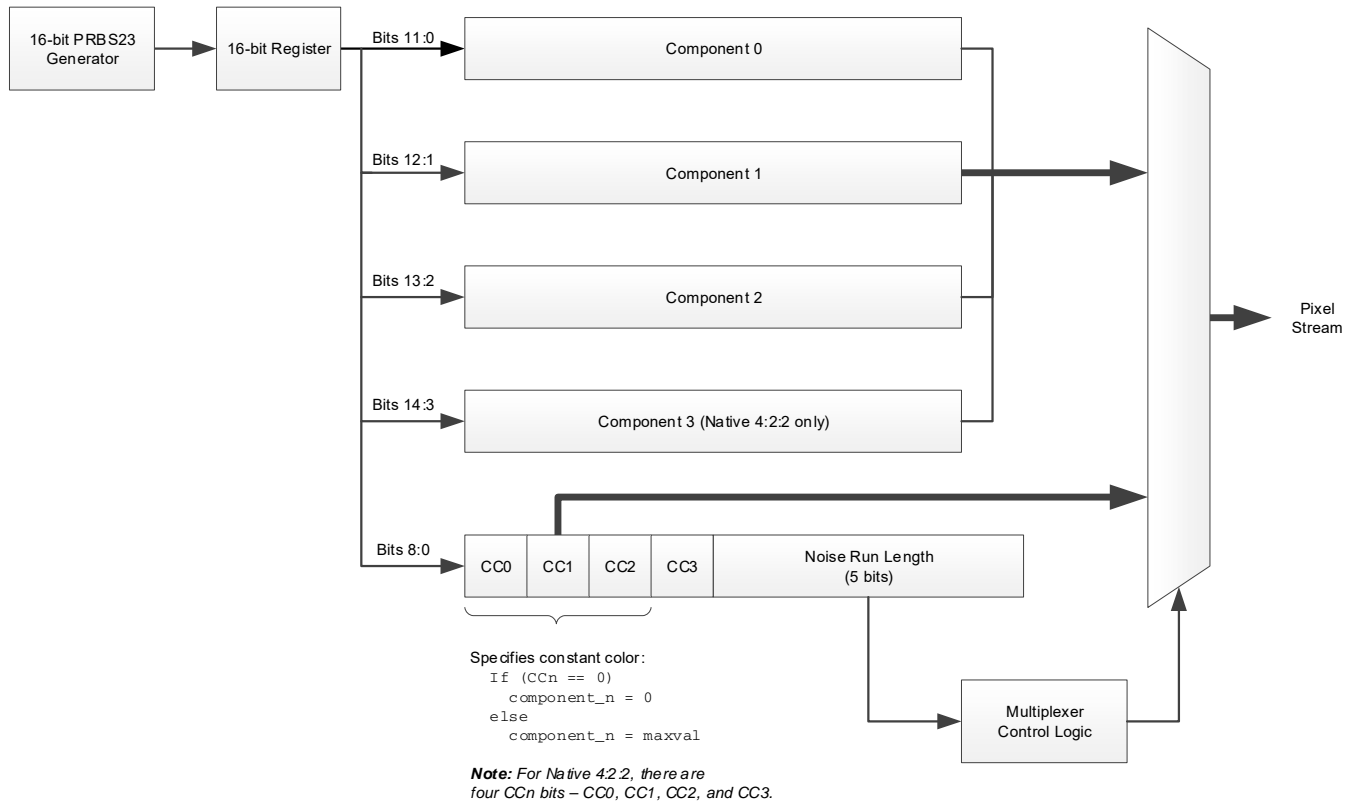 16-bit PRBS23
Generator
16-bit Register
Bits 11:0
Component 0
Bits 12:1
Component 1
Bits 13:2
Component 2
Bits 14:3
Component 3 (Native 4:2:2 only)
Pixel
Stream
Bits 8:0
CC0
CC1
CC2
CC3
Noise Run Length
(5 bits)
Specifies constant color:
If (CCn == 0)
component_n = 0
else
component_n = maxval
Multiplexer
Control Logic
Note: For Native 4:2:2, there are
four CCn bits – CC0, CC1, CC2, and CC3.